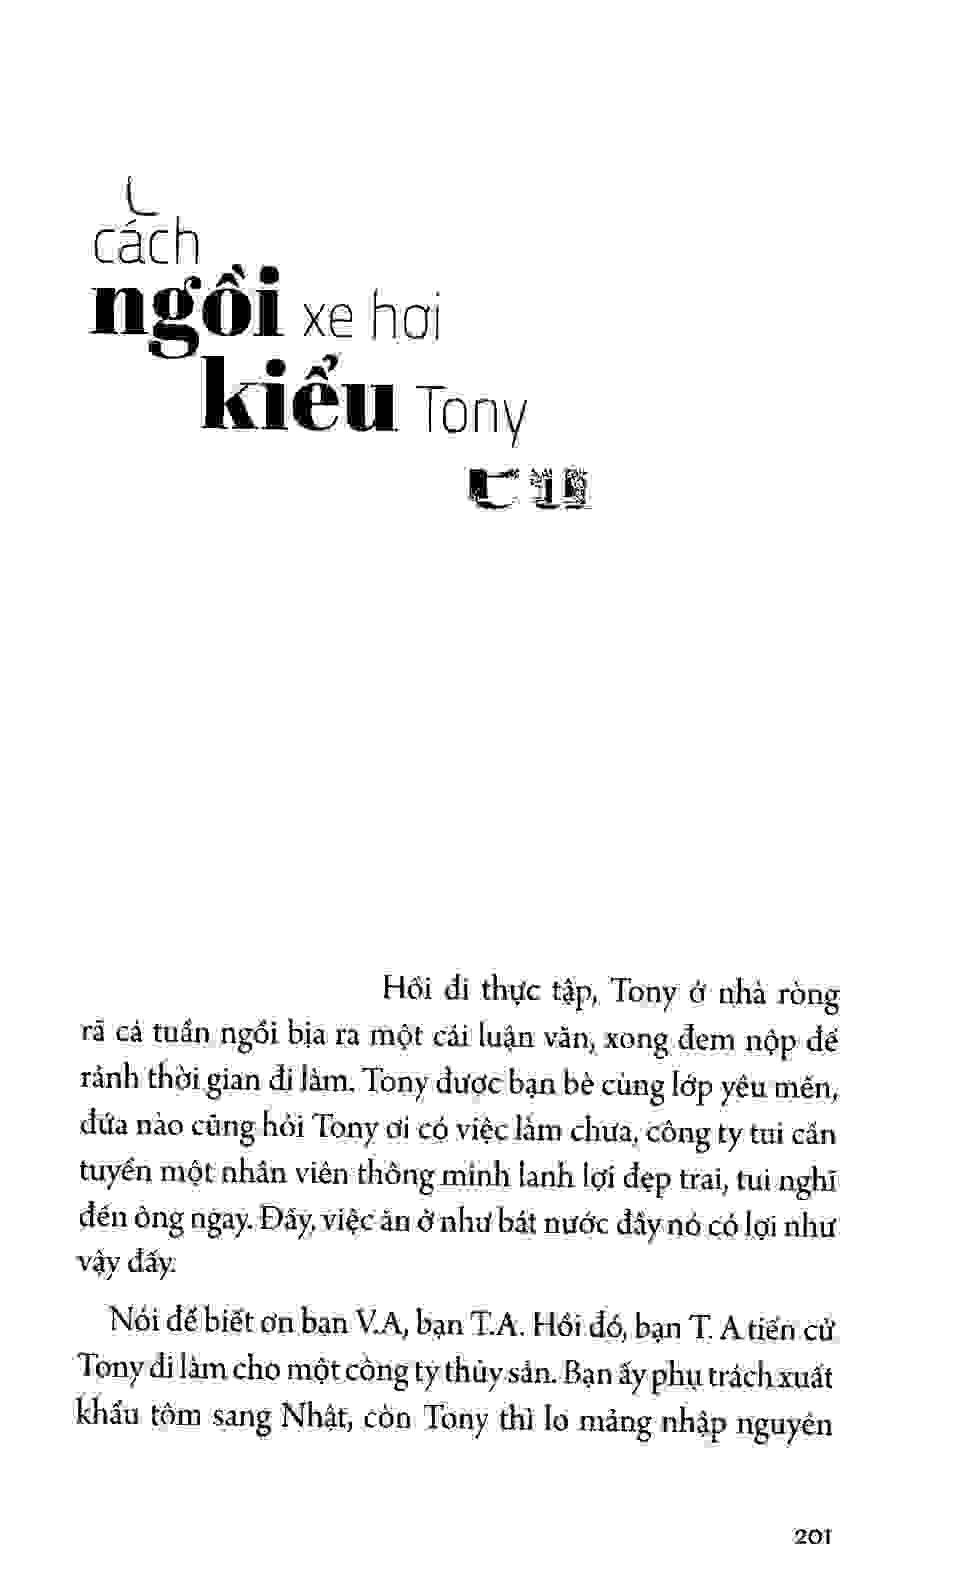 cách
ngồi xe hơi
kiểu Tony
Hồi đi thực tập, Tony ở nhà ròng
rã cả tuần ngồi bịa ra một cái luận văn, xong đem nộp để
rảnh thời gian đi làm. Tony được bạn bè cùng lớp yêu mến,
đứa nào cũng hỏi Tony ơi có việc làm chưa, công ty tui cần
tuyển một nhân viên thông minh lanh lợi đẹp trai, tui nghĩ
đến ông ngay. Đấy, việc ăn ở như bát nước đầy nó có lợi như
vậy đấy.
Nói để biết ơn bạn V.A, bạn T.A. Hồi đó, bạn T. A tiến cử
Tony đi làm cho một công ty thủy sản. Bạn ấy phụ trách xuất
khẩu tôm sang Nhật, còn Tony thì lo mảng nhập nguyên
201